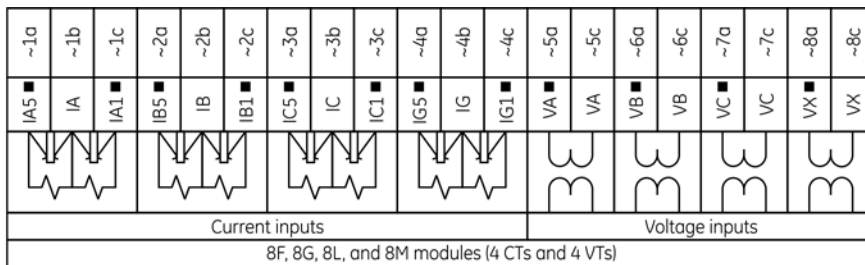 ~1a ~1b ~1c ~2a ~2b ~2c ~3a ~3b ~3c ~4a ~4b ~4c ~5a ~5c ~6a ~6c ~7a ~7c ~8a ~8c
IA5 IA IA1 IB5 IB IB1 IC5 IC IC1 IG5 IG IG1 VA VA VB VB VC VC VX VX
Current inputs Voltage inputs
8F, 8G, 8L, and 8M modules (4 CTs and 4 VTs)